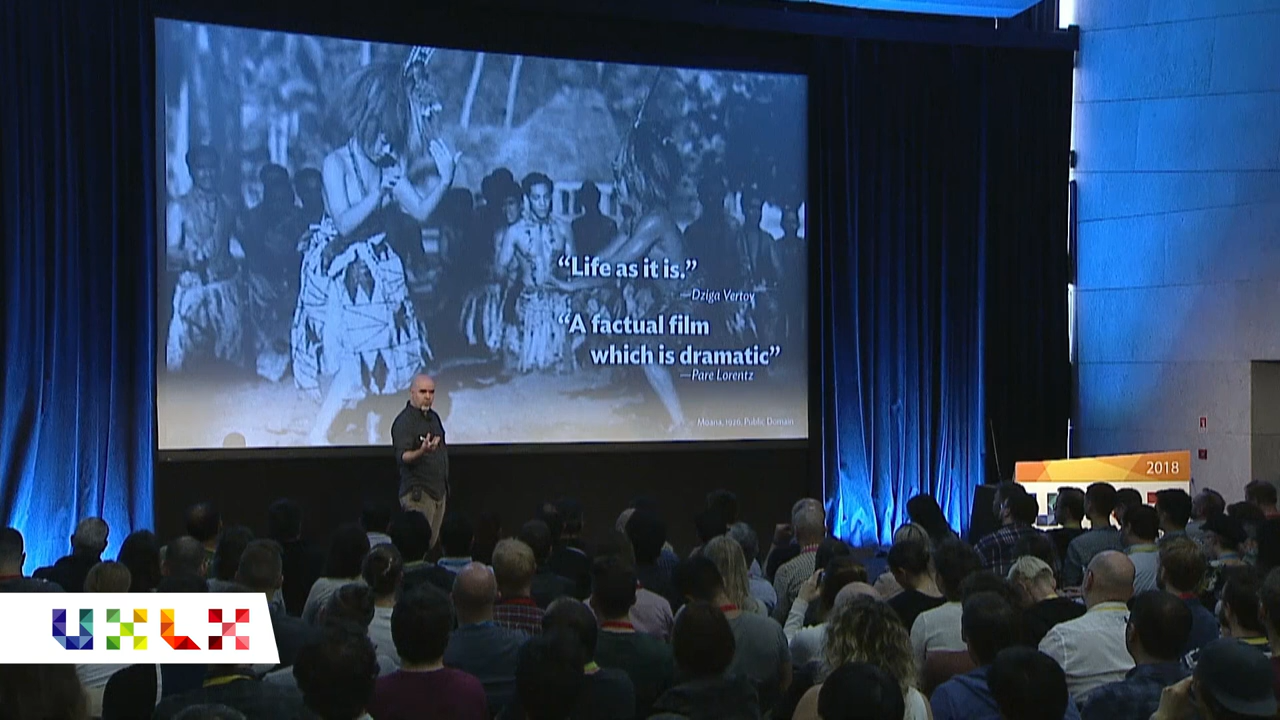 “Life as it is.”
—Dziga Vertov
“A factual film
which is dramatic”
—Pare Lorentz
Moana, 1926, Public Domain
2018
UXLX